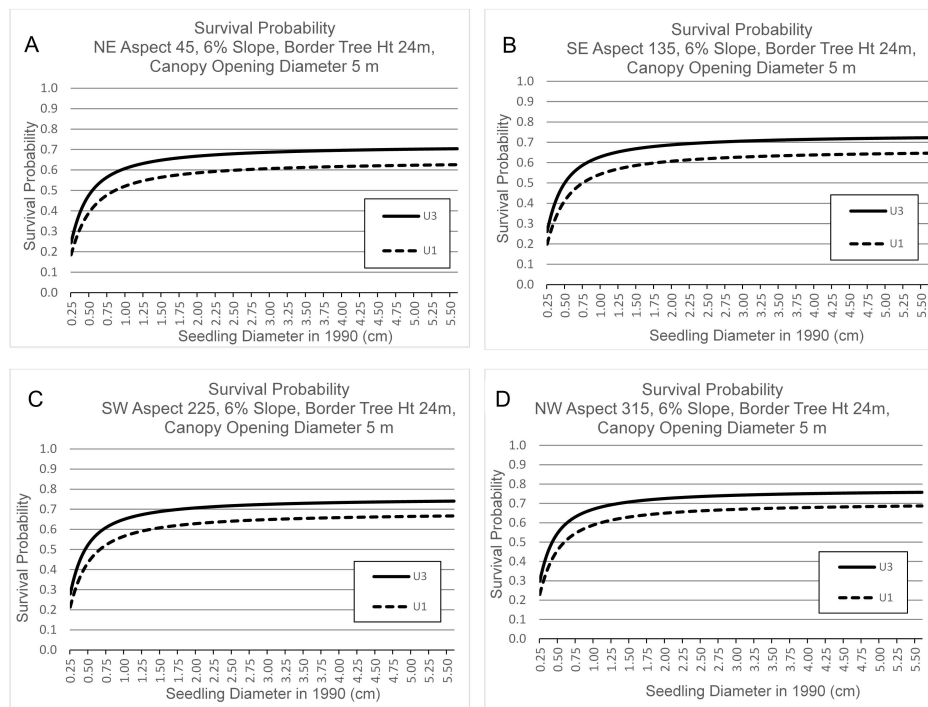 A
Survival Probability
NE Aspect 45, 6% Slope, Border Tree Ht 24m,
Canopy Opening Diameter 5 m
1.0
0.9
0.8
0.7
0.6
0.5
0.4
0.3
0.2
0.1
0.0
Survival Probability
U3
U1
0.25 0.50 0.75 1.00 1.25 1.50 1.75 2.00 2.25 2.50 2.75 3.00 3.25 3.50 3.75 4.00 4.25 4.50 4.75 5.00 5.25 5.50
Seedling Diameter in 1990 (cm)
B
Survival Probability
SE Aspect 135, 6% Slope, Border Tree Ht 24m,
Canopy Opening Diameter 5 m
1.0
0.9
0.8
0.7
0.6
0.5
0.4
0.3
0.2
0.1
0.0
Survival Probability
U3
U1
0.25 0.50 0.75 1.00 1.25 1.50 1.75 2.00 2.25 2.50 2.75 3.00 3.25 3.50 3.75 4.00 4.25 4.50 4.75 5.00 5.25 5.50
Seedling Diameter in 1990 (cm)
C
Survival Probability
SW Aspect 225, 6% Slope, Border Tree Ht 24m,
Canopy Opening Diameter 5 m
1.0
0.9
0.8
0.7
0.6
0.5
0.4
0.3
0.2
0.1
0.0
Survival Probability
U3
U1
0.25 0.50 0.75 1.00 1.25 1.50 1.75 2.00 2.25 2.50 2.75 3.00 3.25 3.50 3.75 4.00 4.25 4.50 4.75 5.00 5.25 5.50
Seedling Diameter in 1990 (cm)
D
Survival Probability
NW Aspect 315, 6% Slope, Border Tree Ht 24m,
Canopy Opening Diameter 5 m
1.0
0.9
0.8
0.7
0.6
0.5
0.4
0.3
0.2
0.1
0.0
Survival Probability
U3
U1
0.25 0.50 0.75 1.00 1.25 1.50 1.75 2.00 2.25 2.50 2.75 3.00 3.25 3.50 3.75 4.00 4.25 4.50 4.75 5.00 5.25 5.50
Seedling Diameter in 1990 (cm)